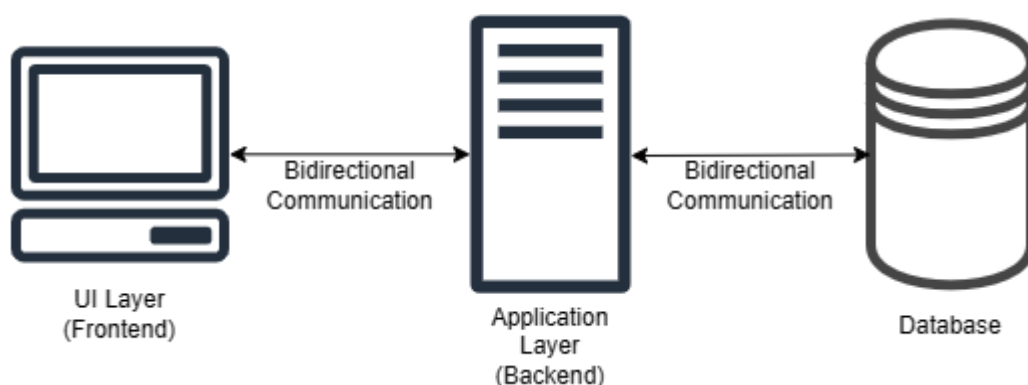 Bidirectional
Communication
Bidirectional
Communication
UI Layer
(Frontend)
Application
Layer
(Backend)
Database